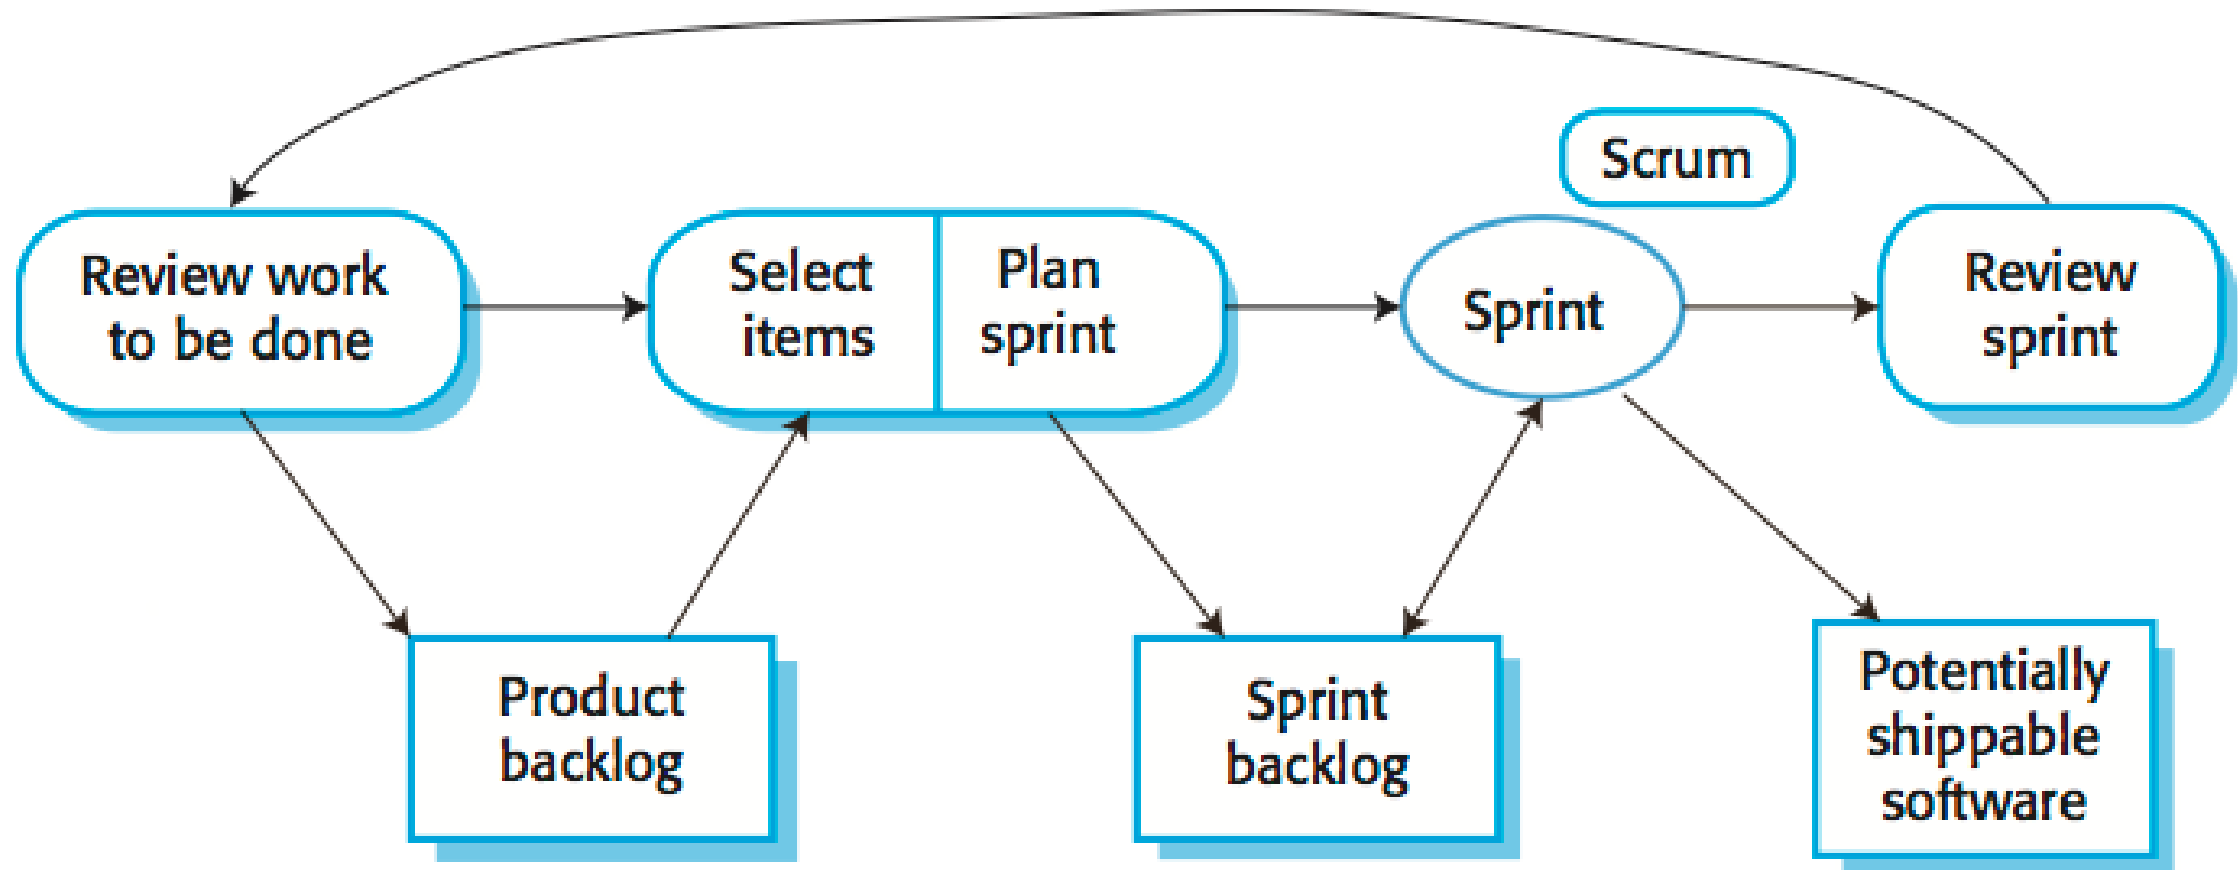 Scrum
Review work
to be done
Select
items
Plan
sprint
Sprint
Review
sprint
Product
backlog
Sprint
backlog
Potentially
shippable
software